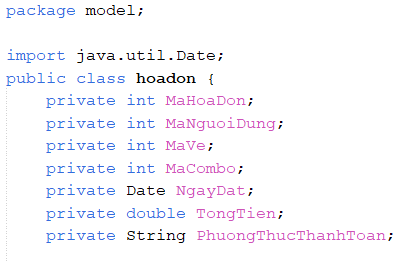 package model;
import java.util.Date;
public class hoadon {
private int MaHoaDon;
private int MaNguoiDung;
private int MaVe;
private int MaCombo;
private Date NgayDat;
private double TongTien;
private String PhuongThucThanhToan;